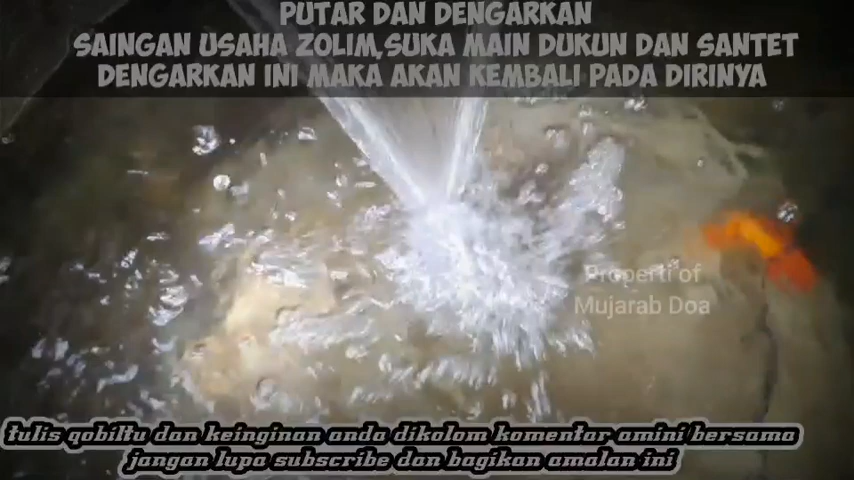 PUTAR DAN DENGARKAN
SAINGAN USAHA ZOLIM,SUKA MAIN DUKUN DAN SANTET
DENGARKAN INI MAKA AKAN KEMBALI PADA DIRINYA
Properti of
Mujarab Doa
tulis qobiltu dan keinginan anda dikolom komentar amini bersama
jangan lupa subscribe dan bagikan amalan ini